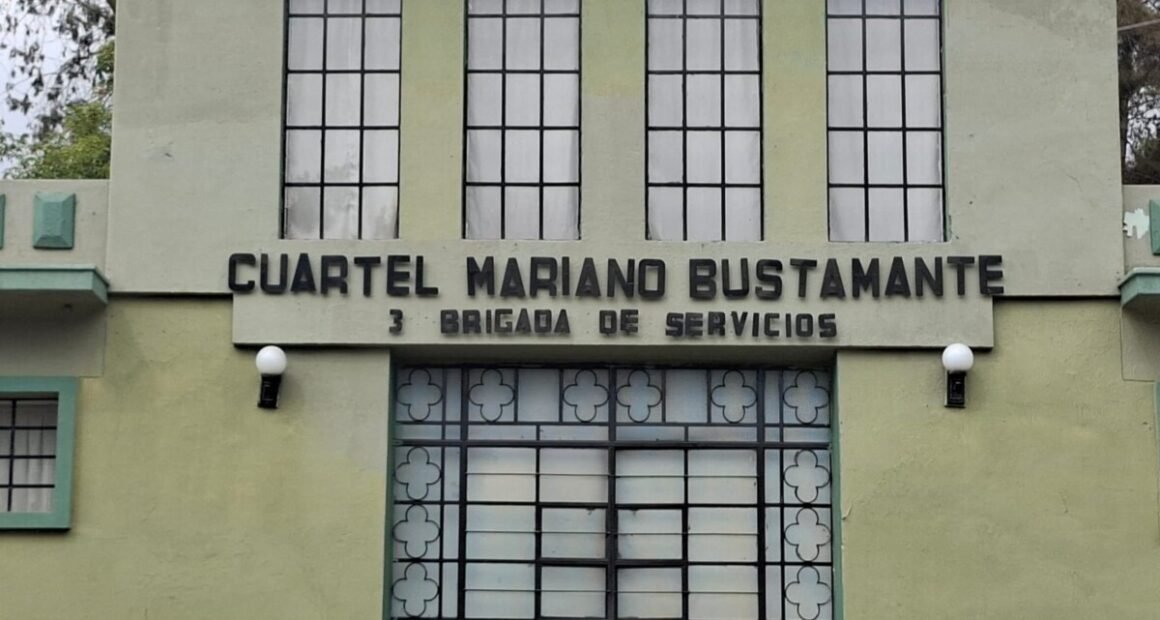 CUARTEL MARIANO BUSTAMANTE
3 BRIGADA DE SERVICIOS